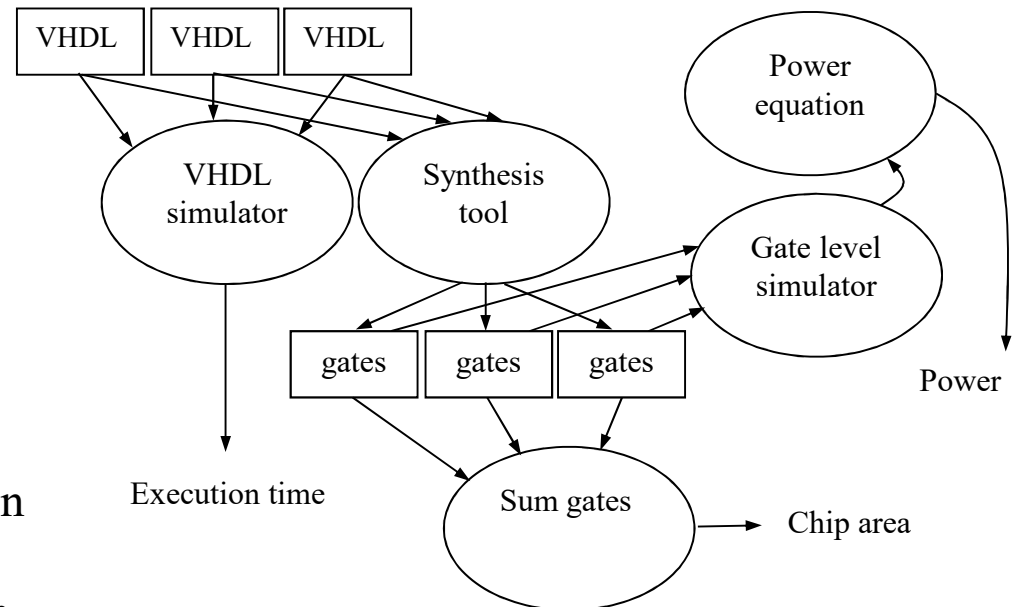 VHDL VHDL VHDL
Power
equation
VHDL
simulator
Synthesis
tool
Gate level
simulator
gates gates gates
Power
Execution time
n
Sum gates
Chip area